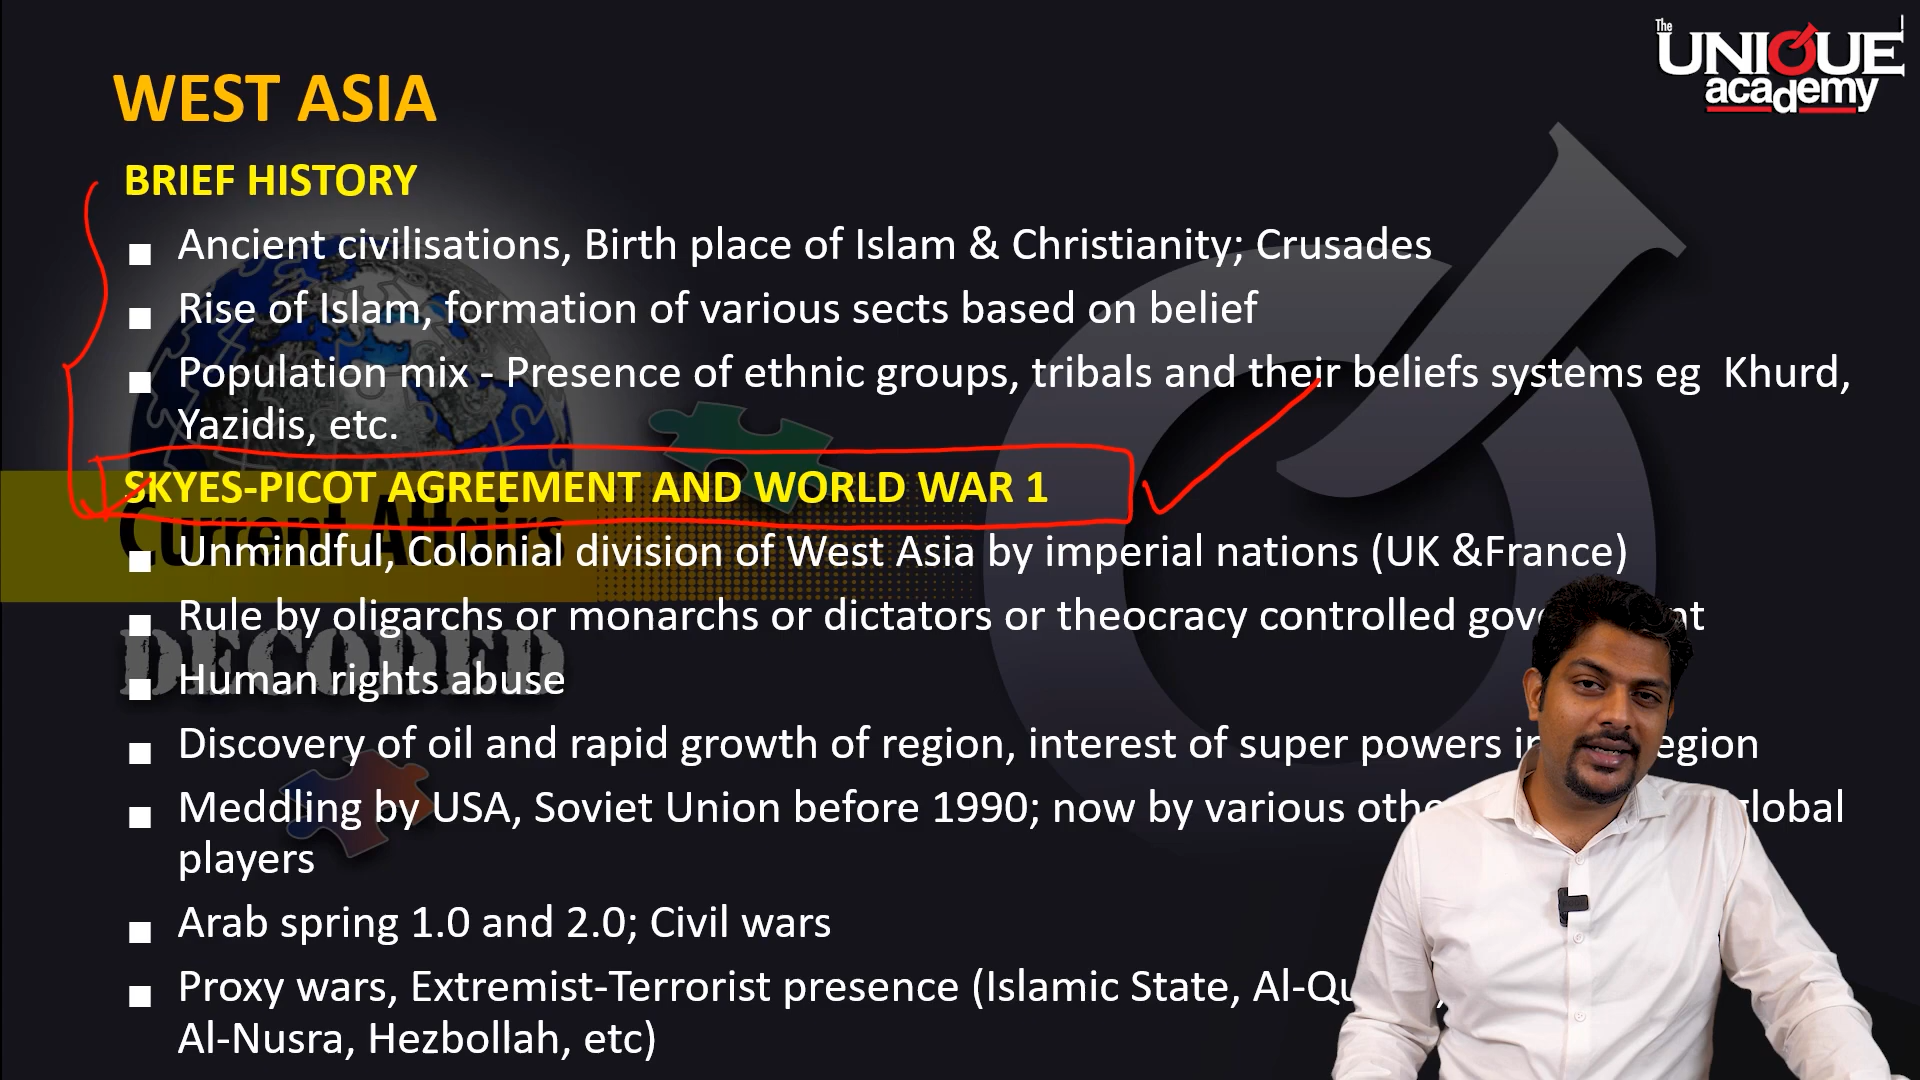 The
UNIQUE
academy
WEST ASIA
BRIEF HISTORY
Ancient civilisations, Birth place of Islam & Christianity; Crusades
Rise of Islam, formation of various sects based on belief
Population mix - Presence of ethnic groups, tribals and their beliefs systems eg Khurd,
Yazidis, etc.
SKYES-PICOT AGREEMENT AND WORLD WAR 1
Current Affairs
Unmindful, Colonial division of West Asia by imperial nations (UK &France)
Rule by oligarchs or monarchs or dictators or theocracy controlled
DECODED
Human rights abuse
Discovery of oil and rapid growth of region, interest of super powers
Meddling by USA, Soviet Union before 1990; now by various global
players
Arab spring 1.0 and 2.0; Civil wars
Proxy wars, Extremist-Terrorist presence (Islamic State,
Al-Nusra, Hezbollah, etc)